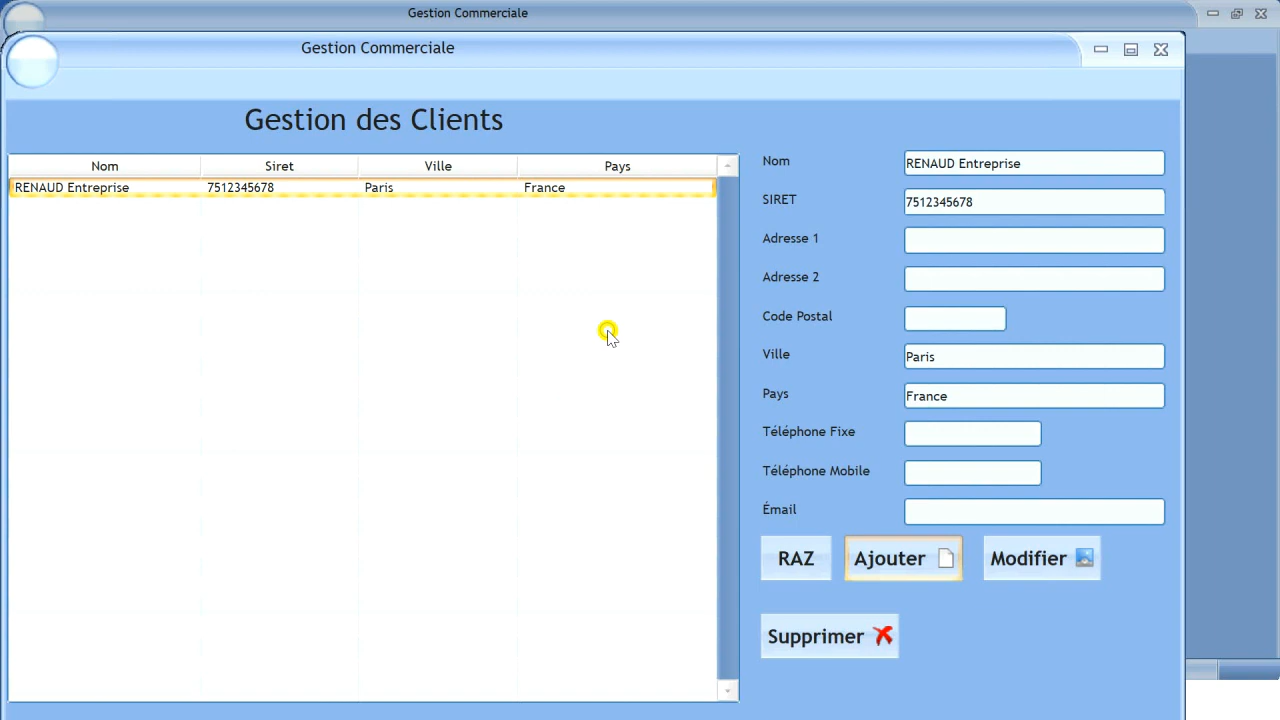 Gestion Commerciale
Gestion Commerciale
Gestion des Clients
Nom Siret Ville Pays
RENAUD Entreprise 7512345678 Paris France
Nom RENAUD Entreprise
SIRET 7512345678
Adresse 1
Adresse 2
Code Postal
Ville Paris
Pays France
Téléphone Fixe
Téléphone Mobile
Émail
RAZ Ajouter Modifier
Supprimer